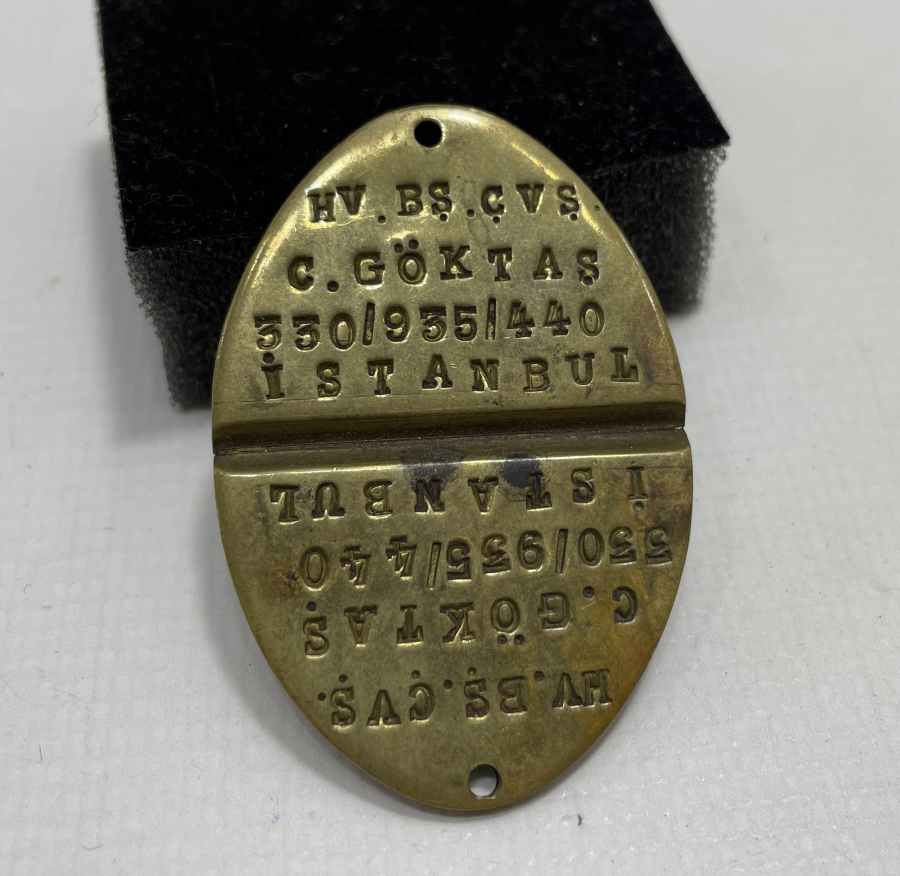 HV.BŞ.ÇVŞ.
C.GÖKTAŞ
330/935/440
İSTANBUL
HV.BŞ.ÇVŞ.
C.GÖKTAŞ
330/935/440
İSTANBUL